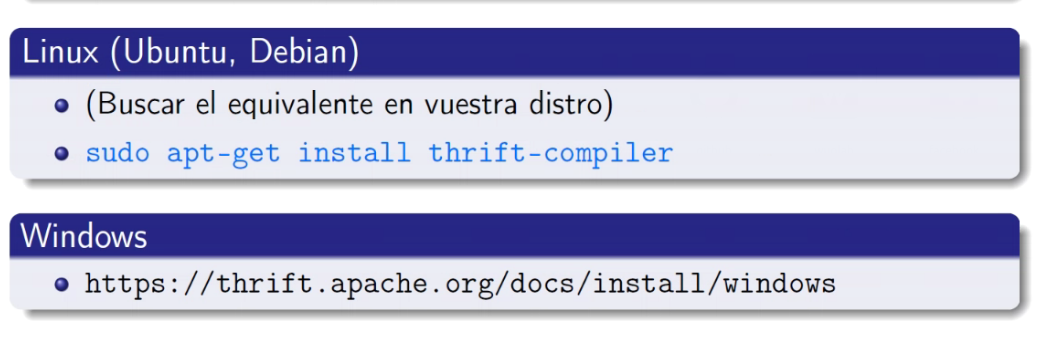 Linux (Ubuntu, Debian)
(Buscar el equivalente en vuestra distro)
sudo apt-get install thrift-compiler
Windows
https://thrift.apache.org/docs/install/windows